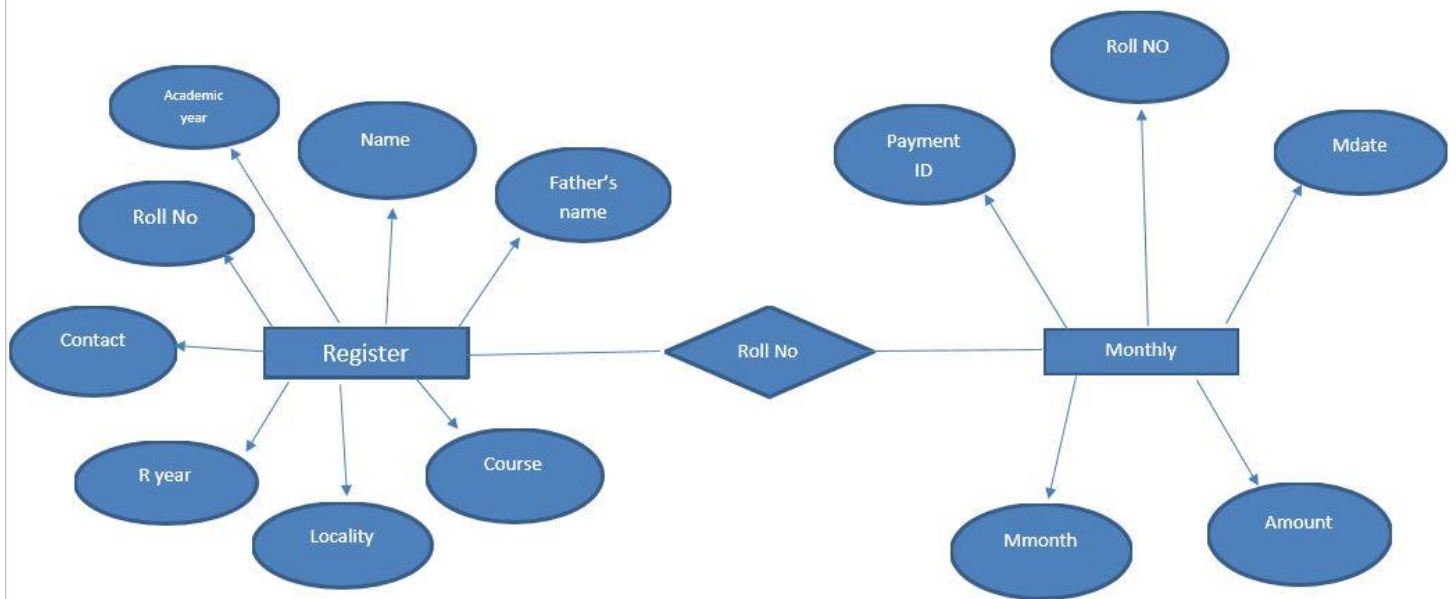 Roll NO
Academic
year
Name
Payment
ID
Mdate
Father's
name
Roll No
Contact
Register
Roll No
Monthly
R year
Course
Locality
Mmonth
Amount